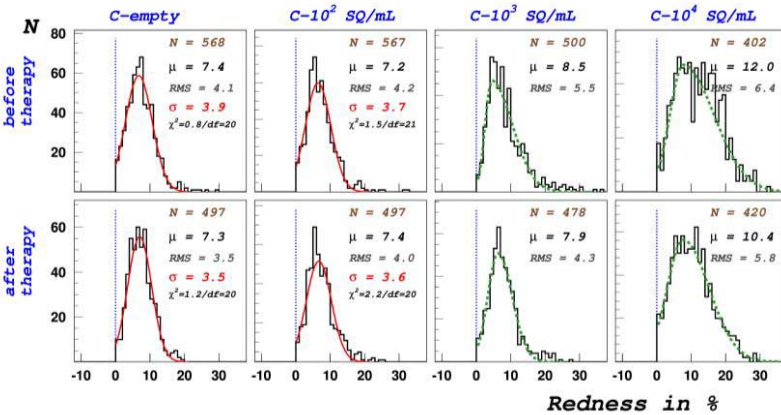 C-empty C-10² SQ/mL C-10³ SQ/mL C-10⁴ SQ/mL
N
before therapy
80
60
40
20
N = 568
μ = 7.4
RMS = 4.1
σ = 3.9
χ²=0.8/df=20
N = 567
μ = 7.2
RMS = 4.2
σ = 3.7
χ²=1.5/df=21
N = 500
μ = 8.5
RMS = 5.5
N = 402
μ = 12.0
RMS = 6.4
after therapy
60
40
20
N = 497
μ = 7.3
RMS = 3.5
σ = 3.5
χ²=1.2/df=20
N = 497
μ = 7.4
RMS = 4.0
σ = 3.6
χ²=2.2/df=20
N = 478
μ = 7.9
RMS = 4.3
N = 420
μ = 10.4
RMS = 5.8
-10 0 10 20 30 -10 0 10 20 30 -10 0 10 20 30 -10 0 10 20 30
Redness in %